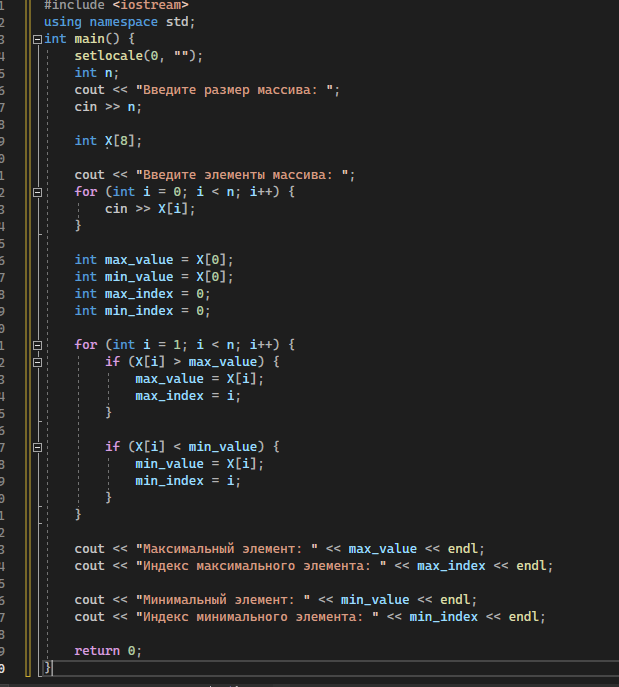 #include <iostream>
using namespace std;
int main() {
setlocale(0, "");
int n;
cout << "Введите размер массива: ";
cin >> n;
int X[8];
cout << "Введите элементы массива: ";
for (int i = 0; i < n; i++) {
cin >> X[i];
}
int max_value = X[0];
int min_value = X[0];
int max_index = 0;
int min_index = 0;
for (int i = 1; i < n; i++) {
if (X[i] > max_value) {
max_value = X[i];
max_index = i;
}
if (X[i] < min_value) {
min_value = X[i];
min_index = i;
}
}
cout << "Максимальный элемент: " << max_value << endl;
cout << "Индекс максимального элемента: " << max_index << endl;
cout << "Минимальный элемент: " << min_value << endl;
cout << "Индекс минимального элемента: " << min_index << endl;
return 0;
}